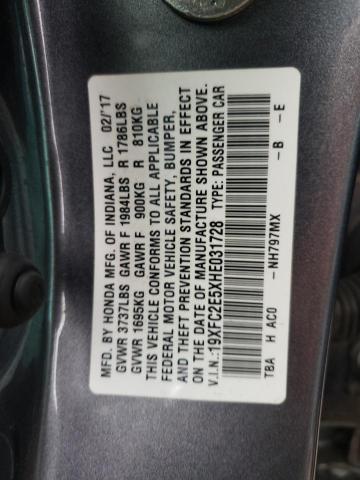 MFD. BY HONDA MFG. OF INDIANA, LLC 02/'17
GVWR 3737LBS GAWR F 1984LBS R 1786LBS
GVWR 1695KG GAWR F 900KG R 810KG
THIS VEHICLE CONFORMS TO ALL APPLICABLE
FEDERAL MOTOR VEHICLE SAFETY, BUMPER,
AND THEFT PREVENTION STANDARDS IN EFFECT
ON THE DATE OF MANUFACTURE SHOWN ABOVE.
V.I.N.:19XFC2E5XHE031728 TYPE: PASSENGER CAR
-NH797MX -B -E
TBA H AC0